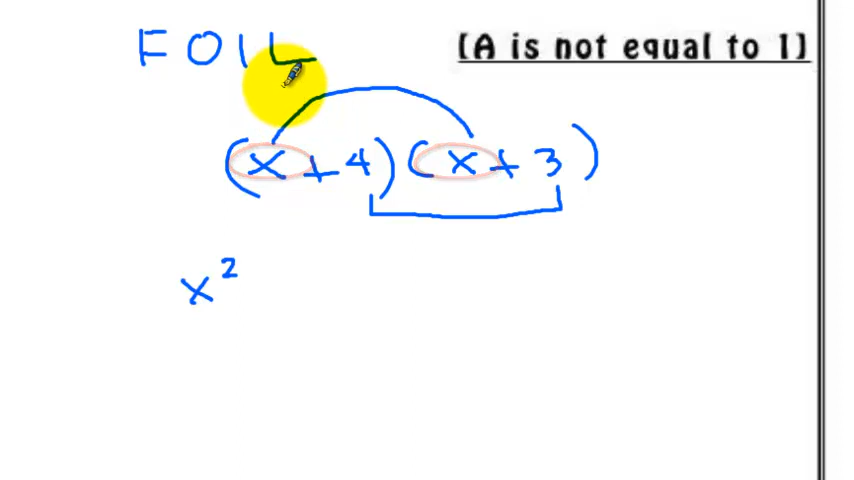 FOIL
(A is not equal to 1)
(x+4)(x+3)
x²